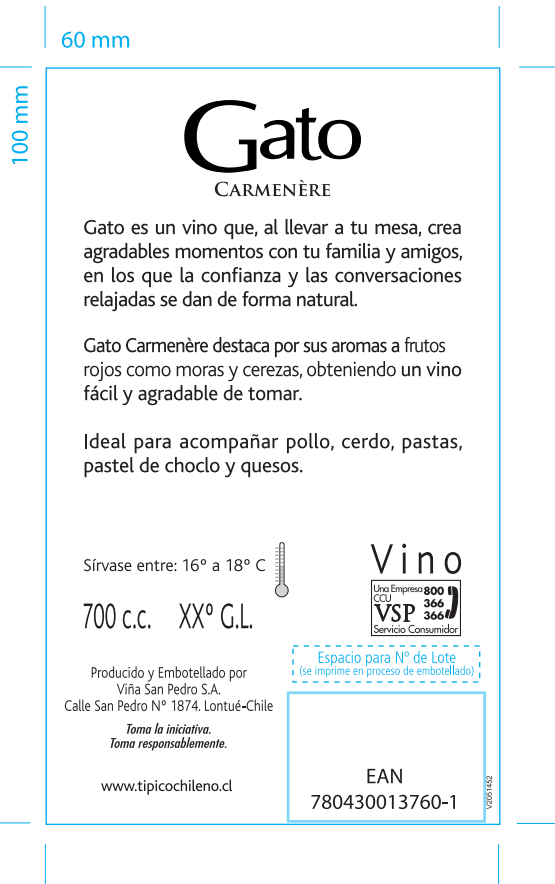 60 mm
100 mm
Gato
CARMENÈRE
Gato es un vino que, al llevar a tu mesa, crea
agradables momentos con tu familia y amigos,
en los que la confianza y las conversaciones
relajadas se dan de forma natural.
Gato Carmenère destaca por sus aromas a frutos
rojos como moras y cerezas, obteniendo un vino
fácil y agradable de tomar.
Ideal para acompañar pollo, cerdo, pastas,
pastel de choclo y quesos.
Sírvase entre: 16° a 18° C
Vino
Una Empresa
CCU
VSP
800
366
366
Servicio Consumidor
700 c.c. XX° G.L.
Espacio para N° de Lote
(se imprime en proceso de embotellado)
Producido y Embotellado por
Viña San Pedro S.A.
Calle San Pedro N° 1874. Lontué-Chile
Toma la iniciativa.
Toma responsablemente.
www.tipicochileno.cl
EAN
780430013760-1
V2051452